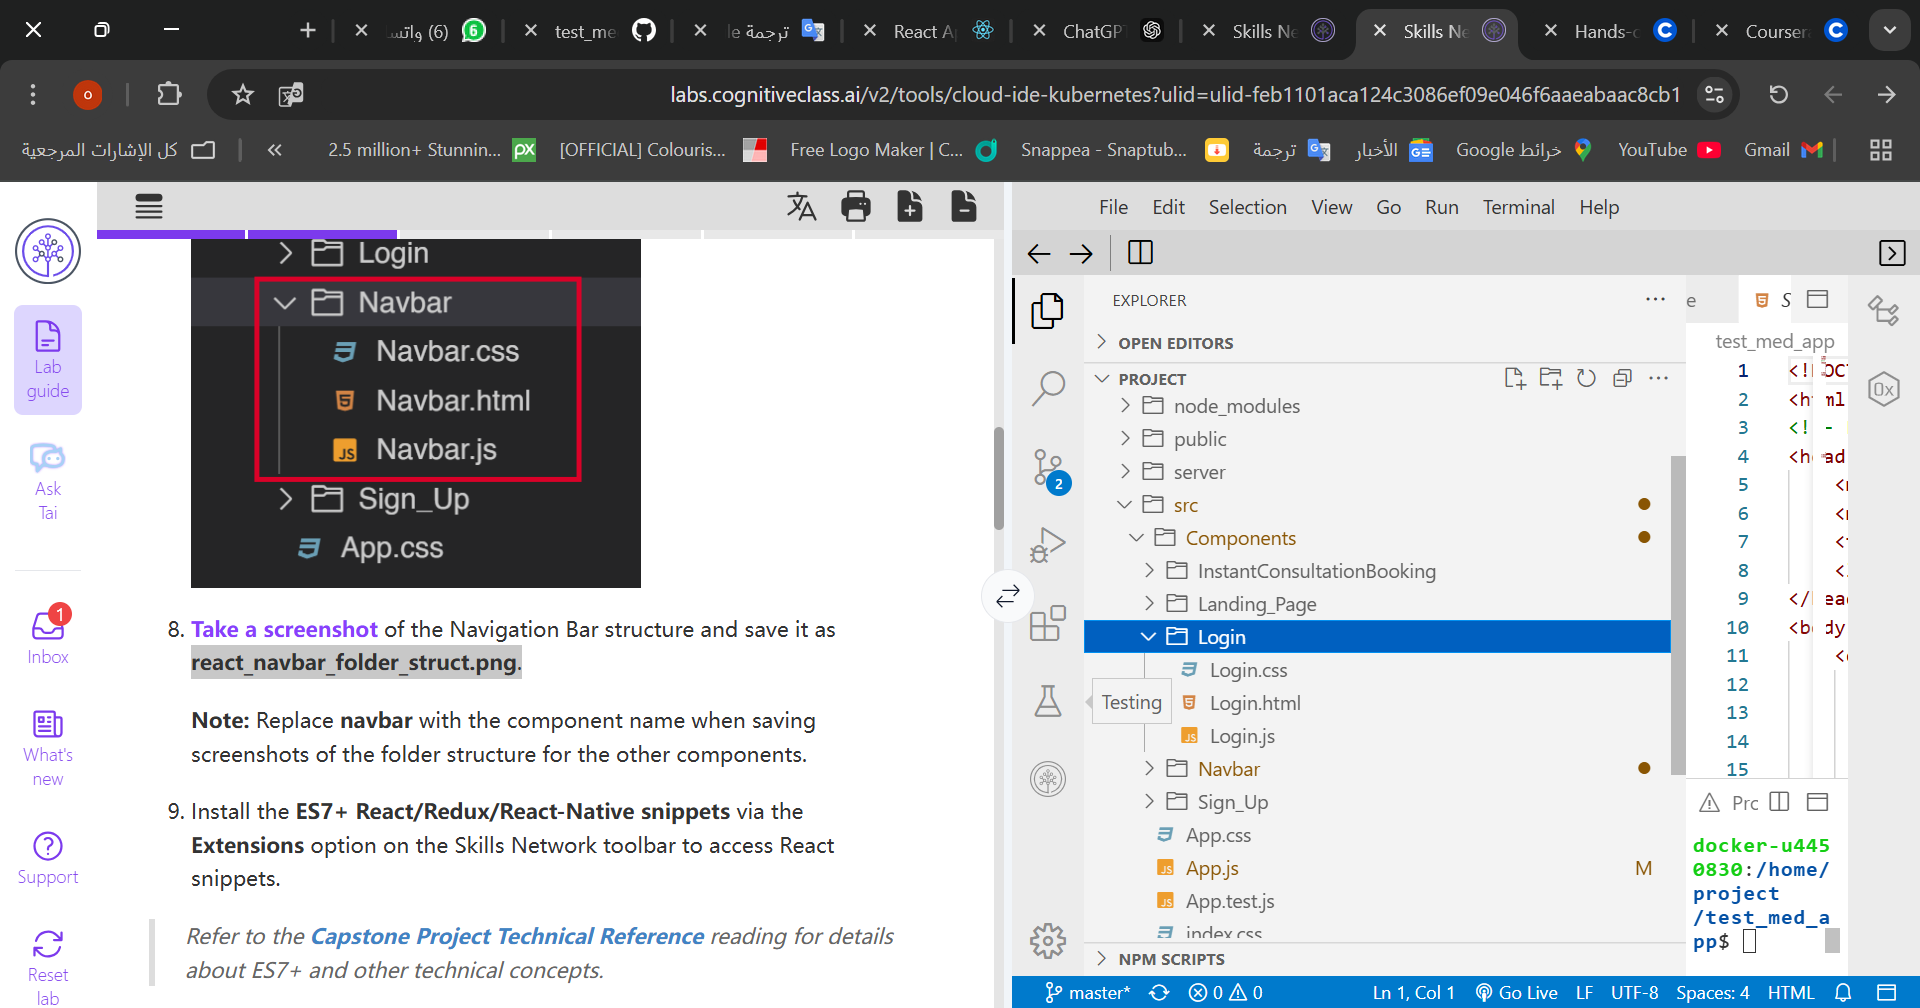 (6) واتس
test_me
ترجمة le
React A
ChatGP
Skills Ne
Skills Ne
Hands-
Courser
o
labs.cognitiveclass.ai/v2/tools/cloud-ide-kubernetes?ulid=ulid-feb1101aca124c3086ef09e046f6aaeabaac8cb1
كل الإشارات المرجعية
«
2.5 million+ Stunnin...
px
[OFFICIAL] Colouris...
Free Logo Maker | C...
Snappea - Snaptub...
ترجمة
الأخبار
خرائط Google
YouTube
Gmail
File Edit Selection View Go Run Terminal Help
Lab guide
Ask Tai
1
Inbox
What's new
Support
Reset lab
Login
Navbar
Navbar.css
Navbar.html
Navbar.js
Sign_Up
App.css
8. Take a screenshot of the Navigation Bar structure and save it as
react_navbar_folder_struct.png.
Note: Replace navbar with the component name when saving
screenshots of the folder structure for the other components.
9. Install the ES7+ React/Redux/React-Native snippets via the
Extensions option on the Skills Network toolbar to access React
snippets.
Refer to the Capstone Project Technical Reference reading for details
about ES7+ and other technical concepts.
2
Testing
EXPLORER
OPEN EDITORS
PROJECT
node_modules
public
server
src
Components
InstantConsultationBooking
Landing_Page
Login
Login.css
Login.html
Login.js
Navbar
Sign_Up
App.css
App.js M
App.test.js
index.css
NPM SCRIPTS
e S
test_med_app
1 <!DOCT
2 <html
3 <!-
4 <head
5 <
6 <
7 <
8 <
9 </head
10 <body
11 <
12
13
14
15
Prc
docker-u445
0830:/home/
project
/test_med_a
pp$
0x
master* 0 0 Ln 1, Col 1 Go Live LF UTF-8 Spaces: 4 HTML